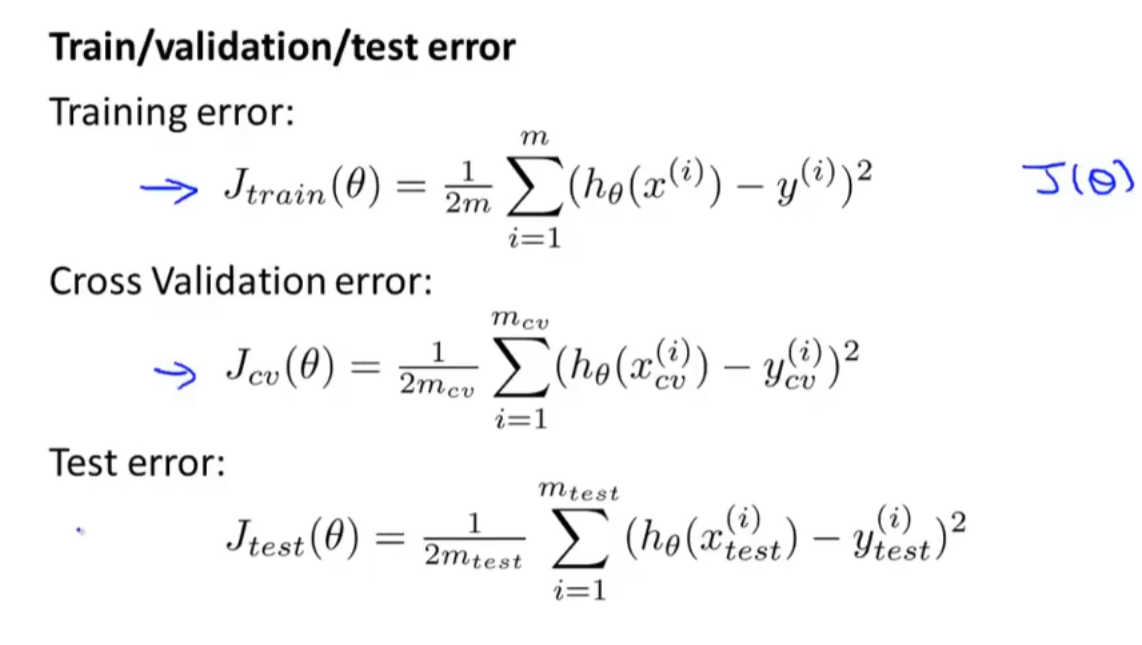 Train/validation/test error
Training error:
→ J_{train}(θ) = \frac{1}{2m} \sum_{i=1}^{m} (h_θ(x^{(i)}) − y^{(i)})^2 J(θ)
Cross Validation error:
→ J_{cv}(θ) = \frac{1}{2m_{cv}} \sum_{i=1}^{m_{cv}} (h_θ(x_{cv}^{(i)}) − y_{cv}^{(i)})^2
Test error:
J_{test}(θ) = \frac{1}{2m_{test}} \sum_{i=1}^{m_{test}} (h_θ(x_{test}^{(i)}) − y_{test}^{(i)})^2